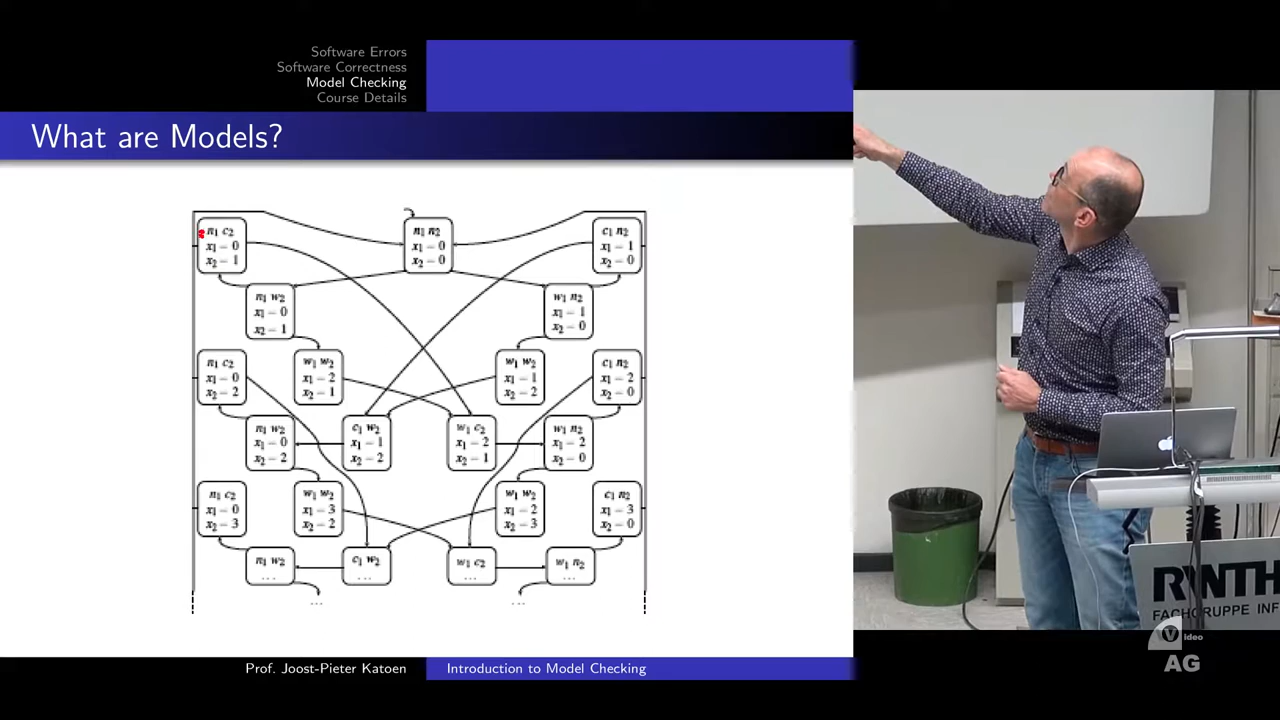 Software Errors
Software Correctness
Model Checking
Course Details
What are Models?
n₁ c₂
x₁=0
x₂=1
n₁ n₂
x₁=0
x₂=0
c₁ n₂
x₁=1
x₂=0
n₁ w₂
x₁=0
x₂=1
w₁ n₂
x₁=1
x₂=0
n₁ c₂
x₁=0
x₂=2
w₁ w₂
x₁=2
x₂=1
w₁ w₂
x₁=1
x₂=2
c₁ n₂
x₁=2
x₂=0
n₁ w₂
x₁=0
x₂=2
c₁ w₂
x₁=1
x₂=2
w₁ c₂
x₁=2
x₂=1
w₁ n₂
x₁=2
x₂=0
n₁ c₂
x₁=0
x₂=3
w₁ w₂
x₁=3
x₂=2
w₁ w₂
x₁=2
x₂=3
c₁ n₂
x₁=3
x₂=0
n₁ w₂
...
c₁ w₂
...
w₁ c₂
...
w₁ n₂
...
...
...
RWTH
FACHGRUPPE INF
Video
AG
Prof. Joost-Pieter Katoen
Introduction to Model Checking